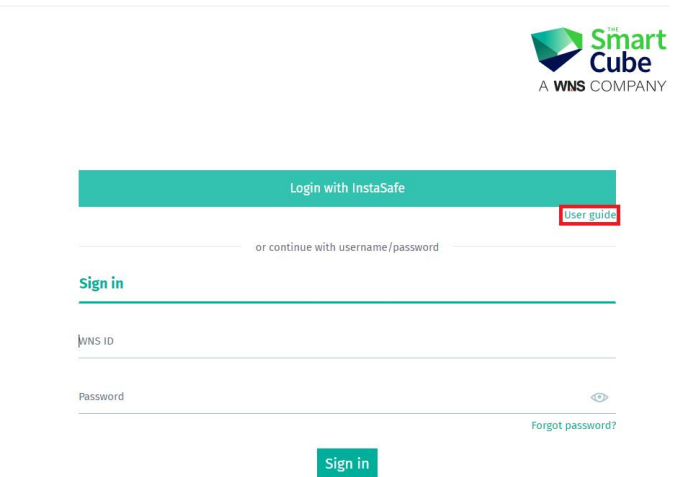 THE
Smart
Cube
A WNS COMPANY
Login with InstaSafe
User guide
or continue with username/password
Sign in
WNS ID
Password
Forgot password?
Sign in